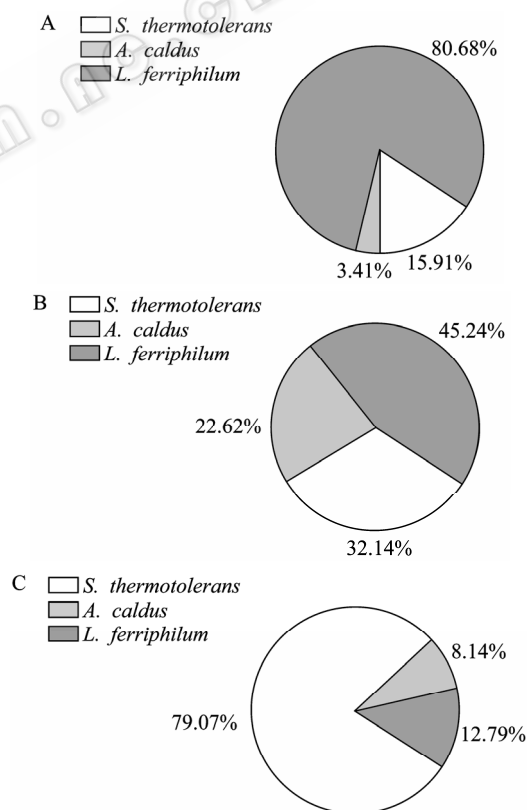 A
S. thermotolerans
A. caldus
L. ferriphilum
80.68%
3.41%
15.91%
B
S. thermotolerans
A. caldus
L. ferriphilum
45.24%
22.62%
32.14%
C
S. thermotolerans
A. caldus
L. ferriphilum
8.14%
79.07%
12.79%